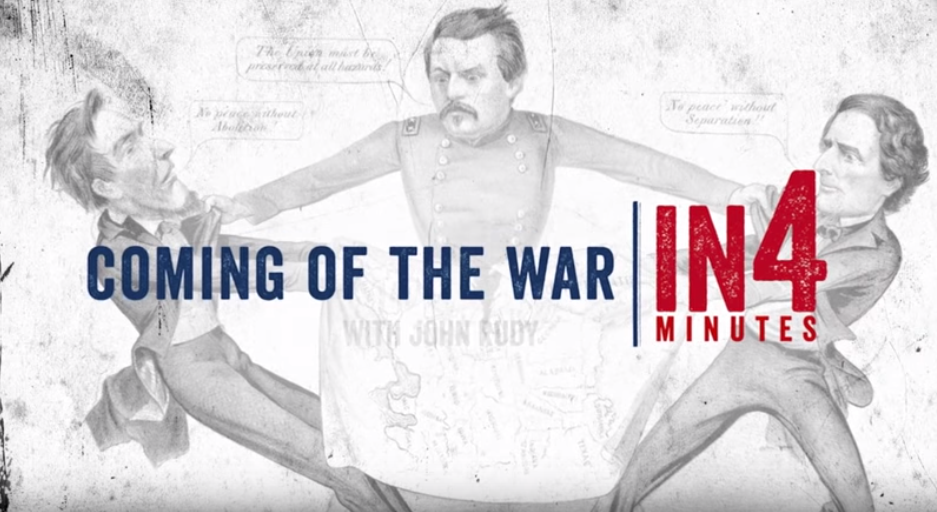 The Union must be
preserved at all hazards!
No peace without
Abolition
No peace without
Separation!!
COMING OF THE WAR
IN4
MINUTES
WITH JOHN RUDY